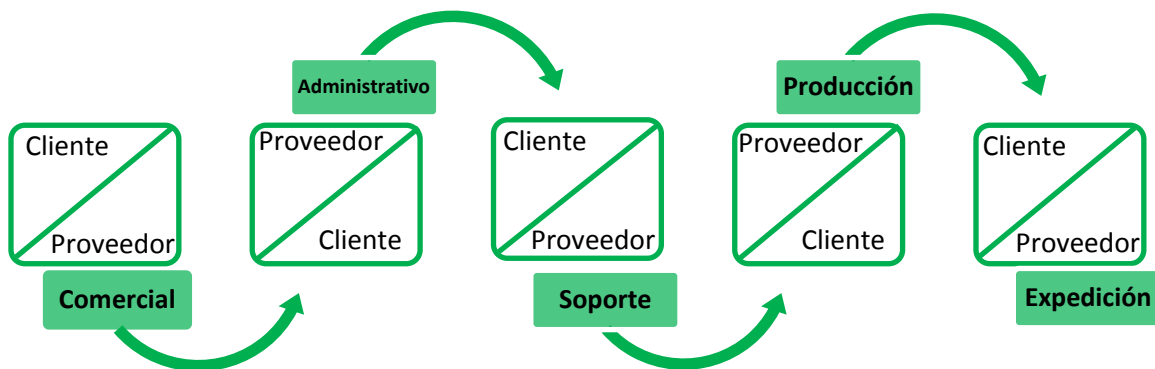 Administrativo
Producción
Cliente
Proveedor
Proveedor
Cliente
Cliente
Proveedor
Proveedor
Cliente
Cliente
Proveedor
Comercial
Soporte
Expedición